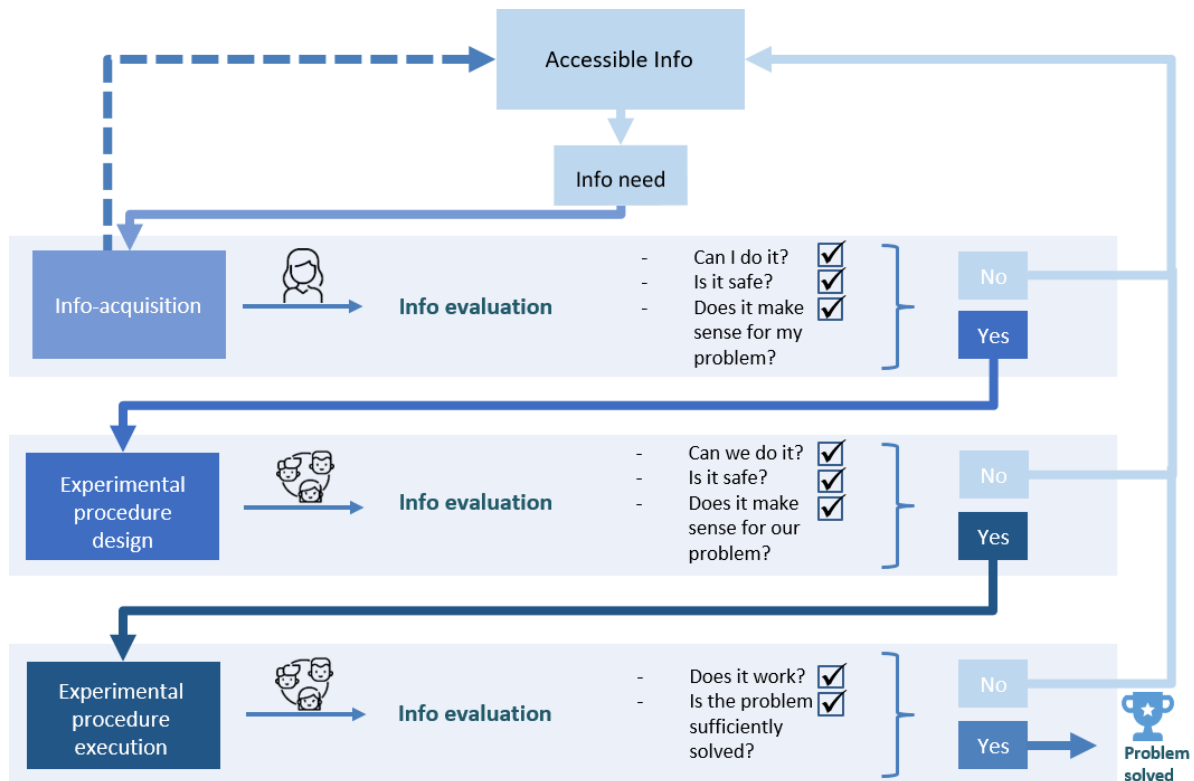 Accessible Info
Info need
Info-acquisition
Info evaluation
- Can I do it?
- Is it safe?
- Does it make
sense for my
problem?
No
Yes
Experimental
procedure
design
Info evaluation
- Can we do it?
- Is it safe?
- Does it make
sense for our
problem?
No
Yes
Experimental
procedure
execution
Info evaluation
- Does it work?
- Is the problem
sufficiently
solved?
No
Yes
Problem
solved